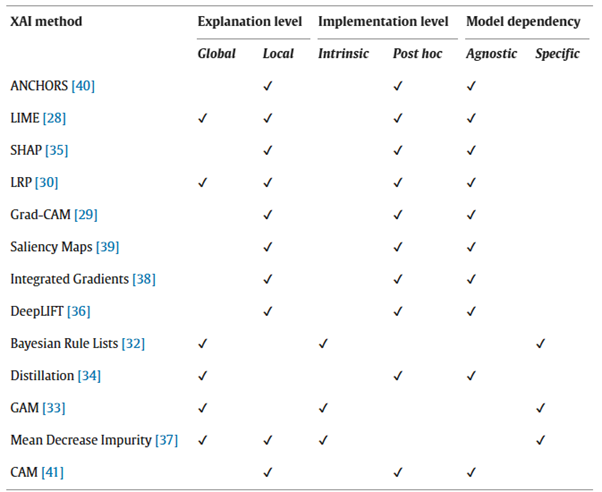 XAI method Explanation level Implementation level Model dependency
Global Local Intrinsic Post hoc Agnostic Specific
ANCHORS [40] ✓ ✓ ✓
LIME [28] ✓ ✓ ✓ ✓
SHAP [35] ✓ ✓ ✓
LRP [30] ✓ ✓ ✓ ✓
Grad-CAM [29] ✓ ✓ ✓
Saliency Maps [39] ✓ ✓ ✓
Integrated Gradients [38] ✓ ✓ ✓
DeepLIFT [36] ✓ ✓ ✓
Bayesian Rule Lists [32] ✓ ✓ ✓
Distillation [34] ✓ ✓ ✓
GAM [33] ✓ ✓ ✓
Mean Decrease Impurity [37] ✓ ✓ ✓ ✓
CAM [41] ✓ ✓ ✓